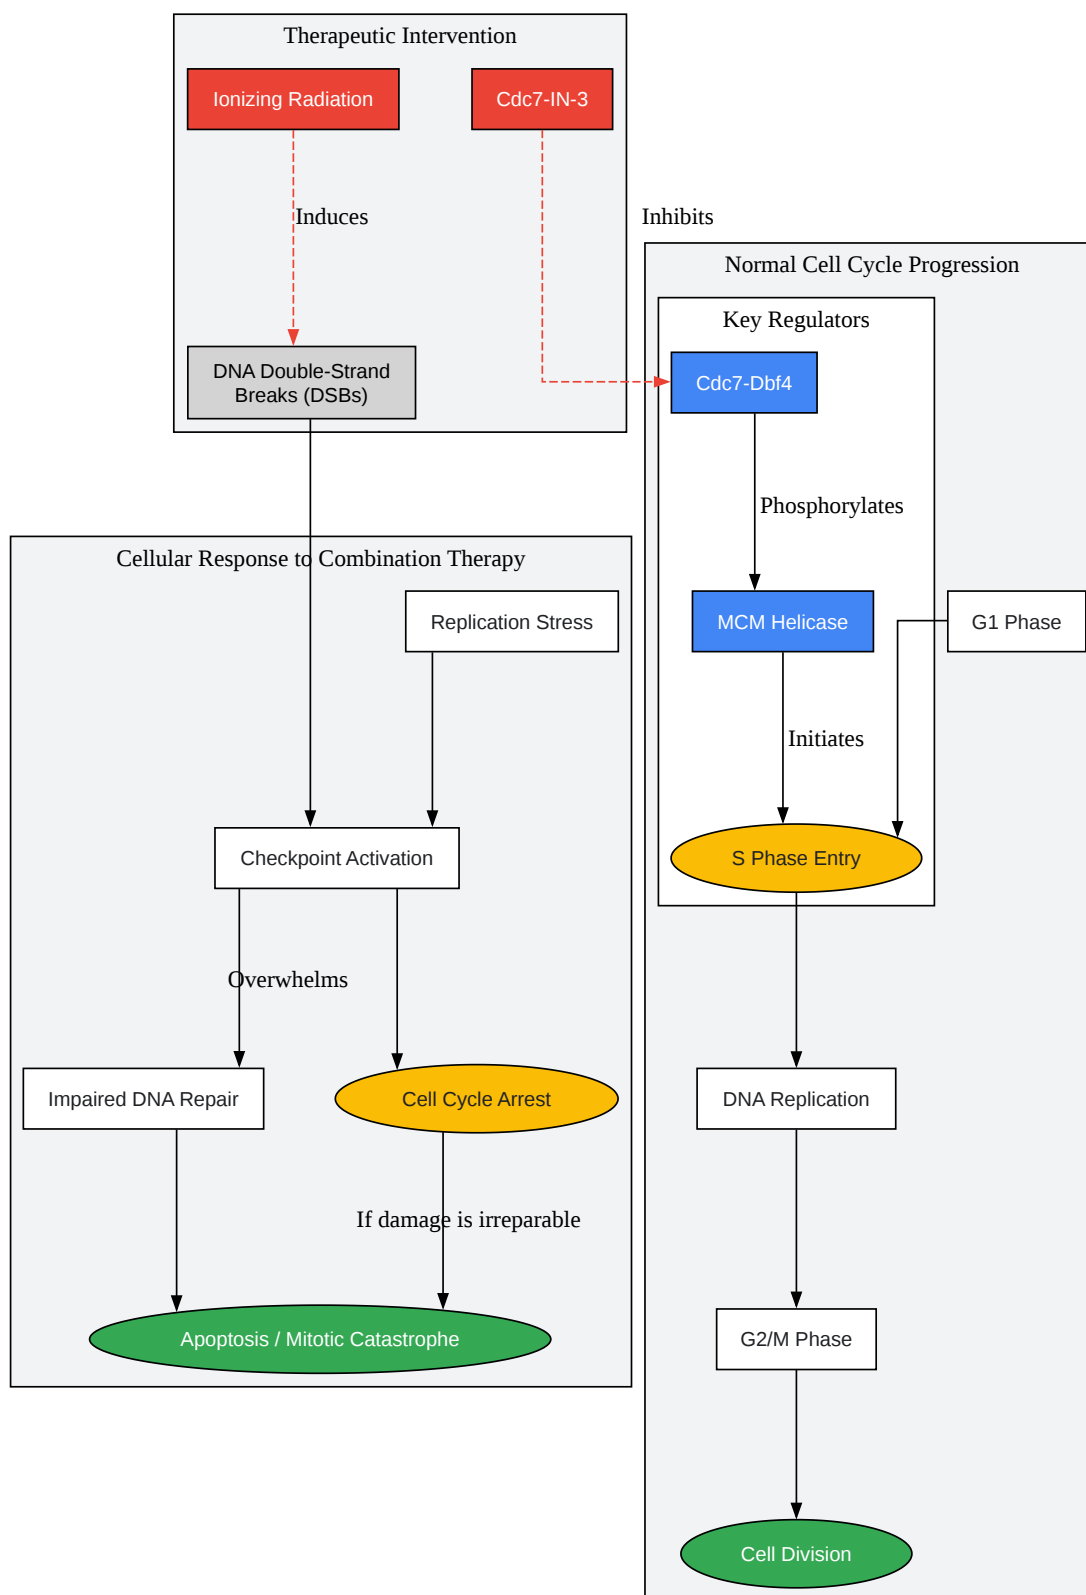 Therapeutic Intervention
Ionizing Radiation
Cdc7-IN-3
Induces
Inhibits
DNA Double-Strand
Breaks (DSBs)
Normal Cell Cycle Progression
Key Regulators
Cdc7-Dbf4
Phosphorylates
MCM Helicase
G1 Phase
Initiates
S Phase Entry
DNA Replication
G2/M Phase
Cell Division
Cellular Response to Combination Therapy
Replication Stress
Checkpoint Activation
Overwhelms
Impaired DNA Repair
Cell Cycle Arrest
If damage is irreparable
Apoptosis / Mitotic Catastrophe